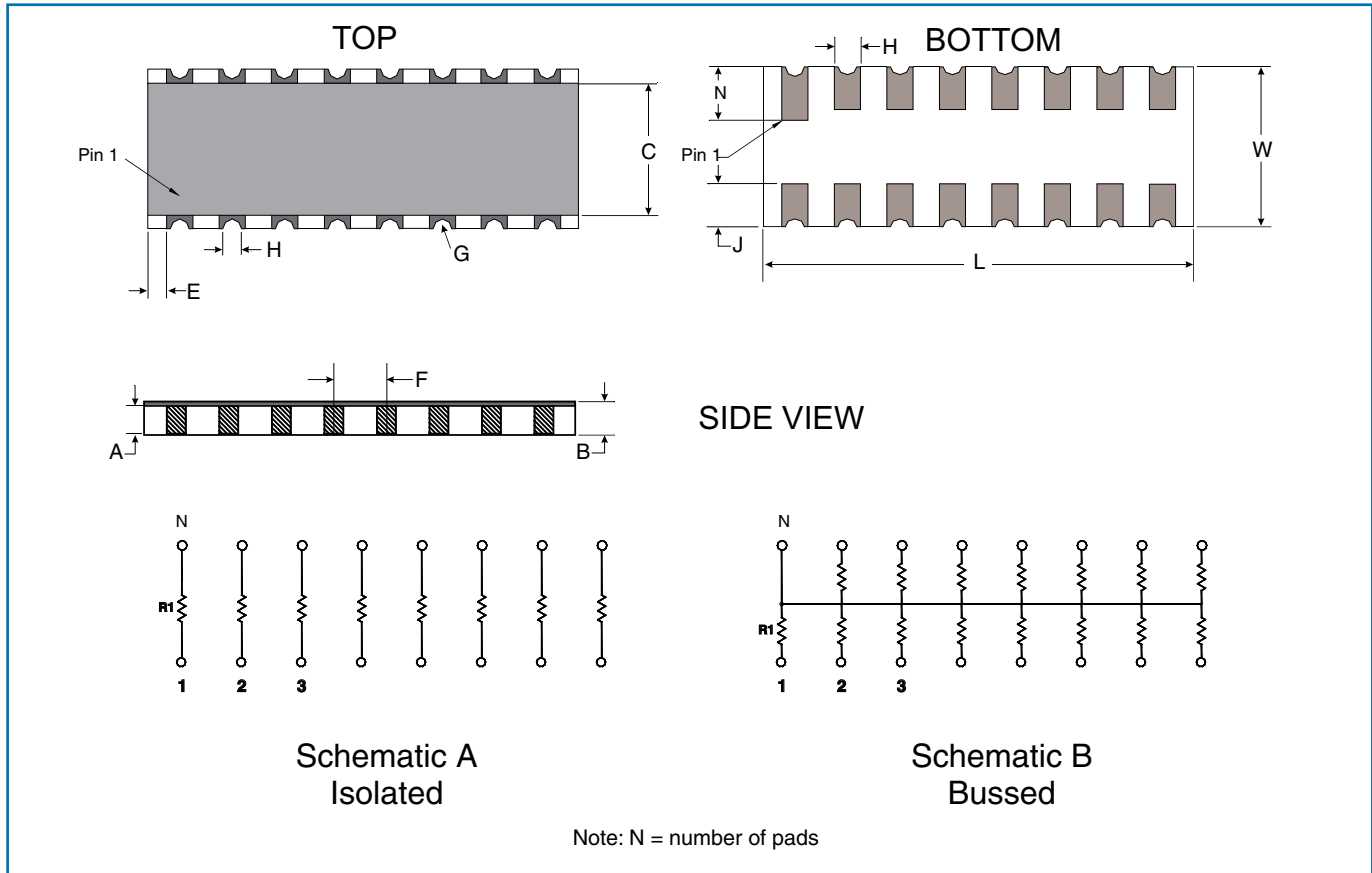 TOP
BOTTOM
H
N
Pin 1
C
Pin 1
W
H
G
J
E
L
F
SIDE VIEW
A
B
N
N
R1
R1
1 2 3
1 2 3
Schematic A
Isolated
Schematic B
Bussed
Note: N = number of pads